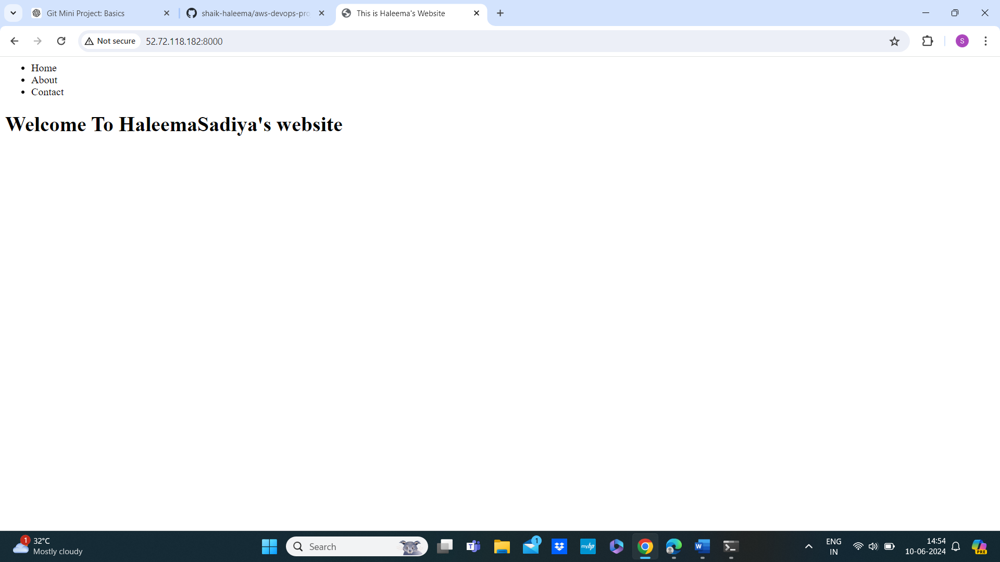 Git Mini Project: Basics
shaik-haleema/aws-devops-pro
This is Haleema's Website
Not secure
52.72.118.182:8000
S
Home
About
Contact
Welcome To HaleemaSadiya's website
1
32°C
Mostly cloudy
Search
T
1
myhp
W
ENG
IN
14:54
10-06-2024
PRE